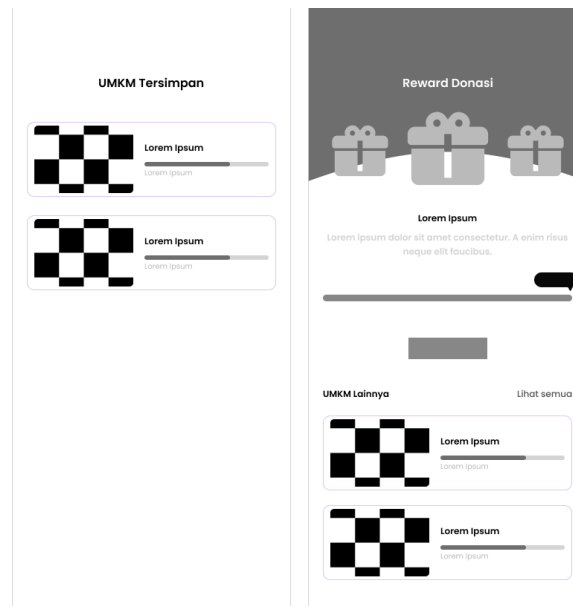 UMKM Tersimpan
Lorem Ipsum
Lorem Ipsum
Lorem Ipsum
Lorem Ipsum
Reward Donasi
Lorem Ipsum
Lorem ipsum dolor sit amet consectetur. A enim risus
neque elit faucibus.
UMKM Lainnya
Lihat semua
Lorem Ipsum
Lorem Ipsum
Lorem Ipsum
Lorem Ipsum